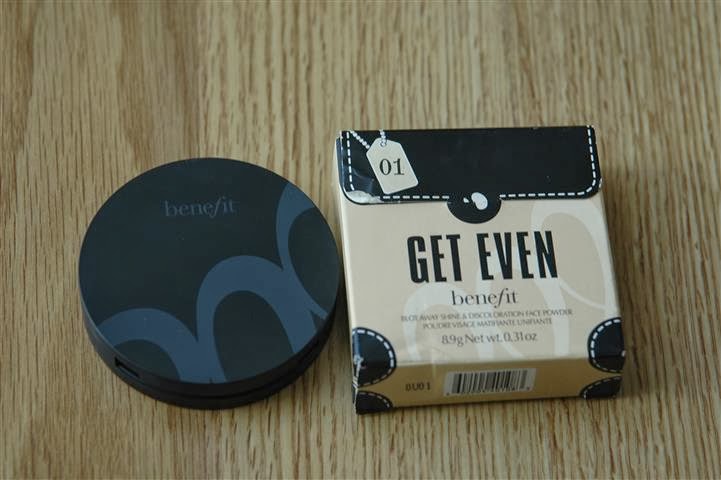 benefit
01
GET EVEN
benefit
BLOT AWAY SHINE & DISCOLORATION FACE POWDER
POUDRE VISAGE MATIFIANTE UNIFIANTE
8.9g Net wt. 0.31oz
0U01